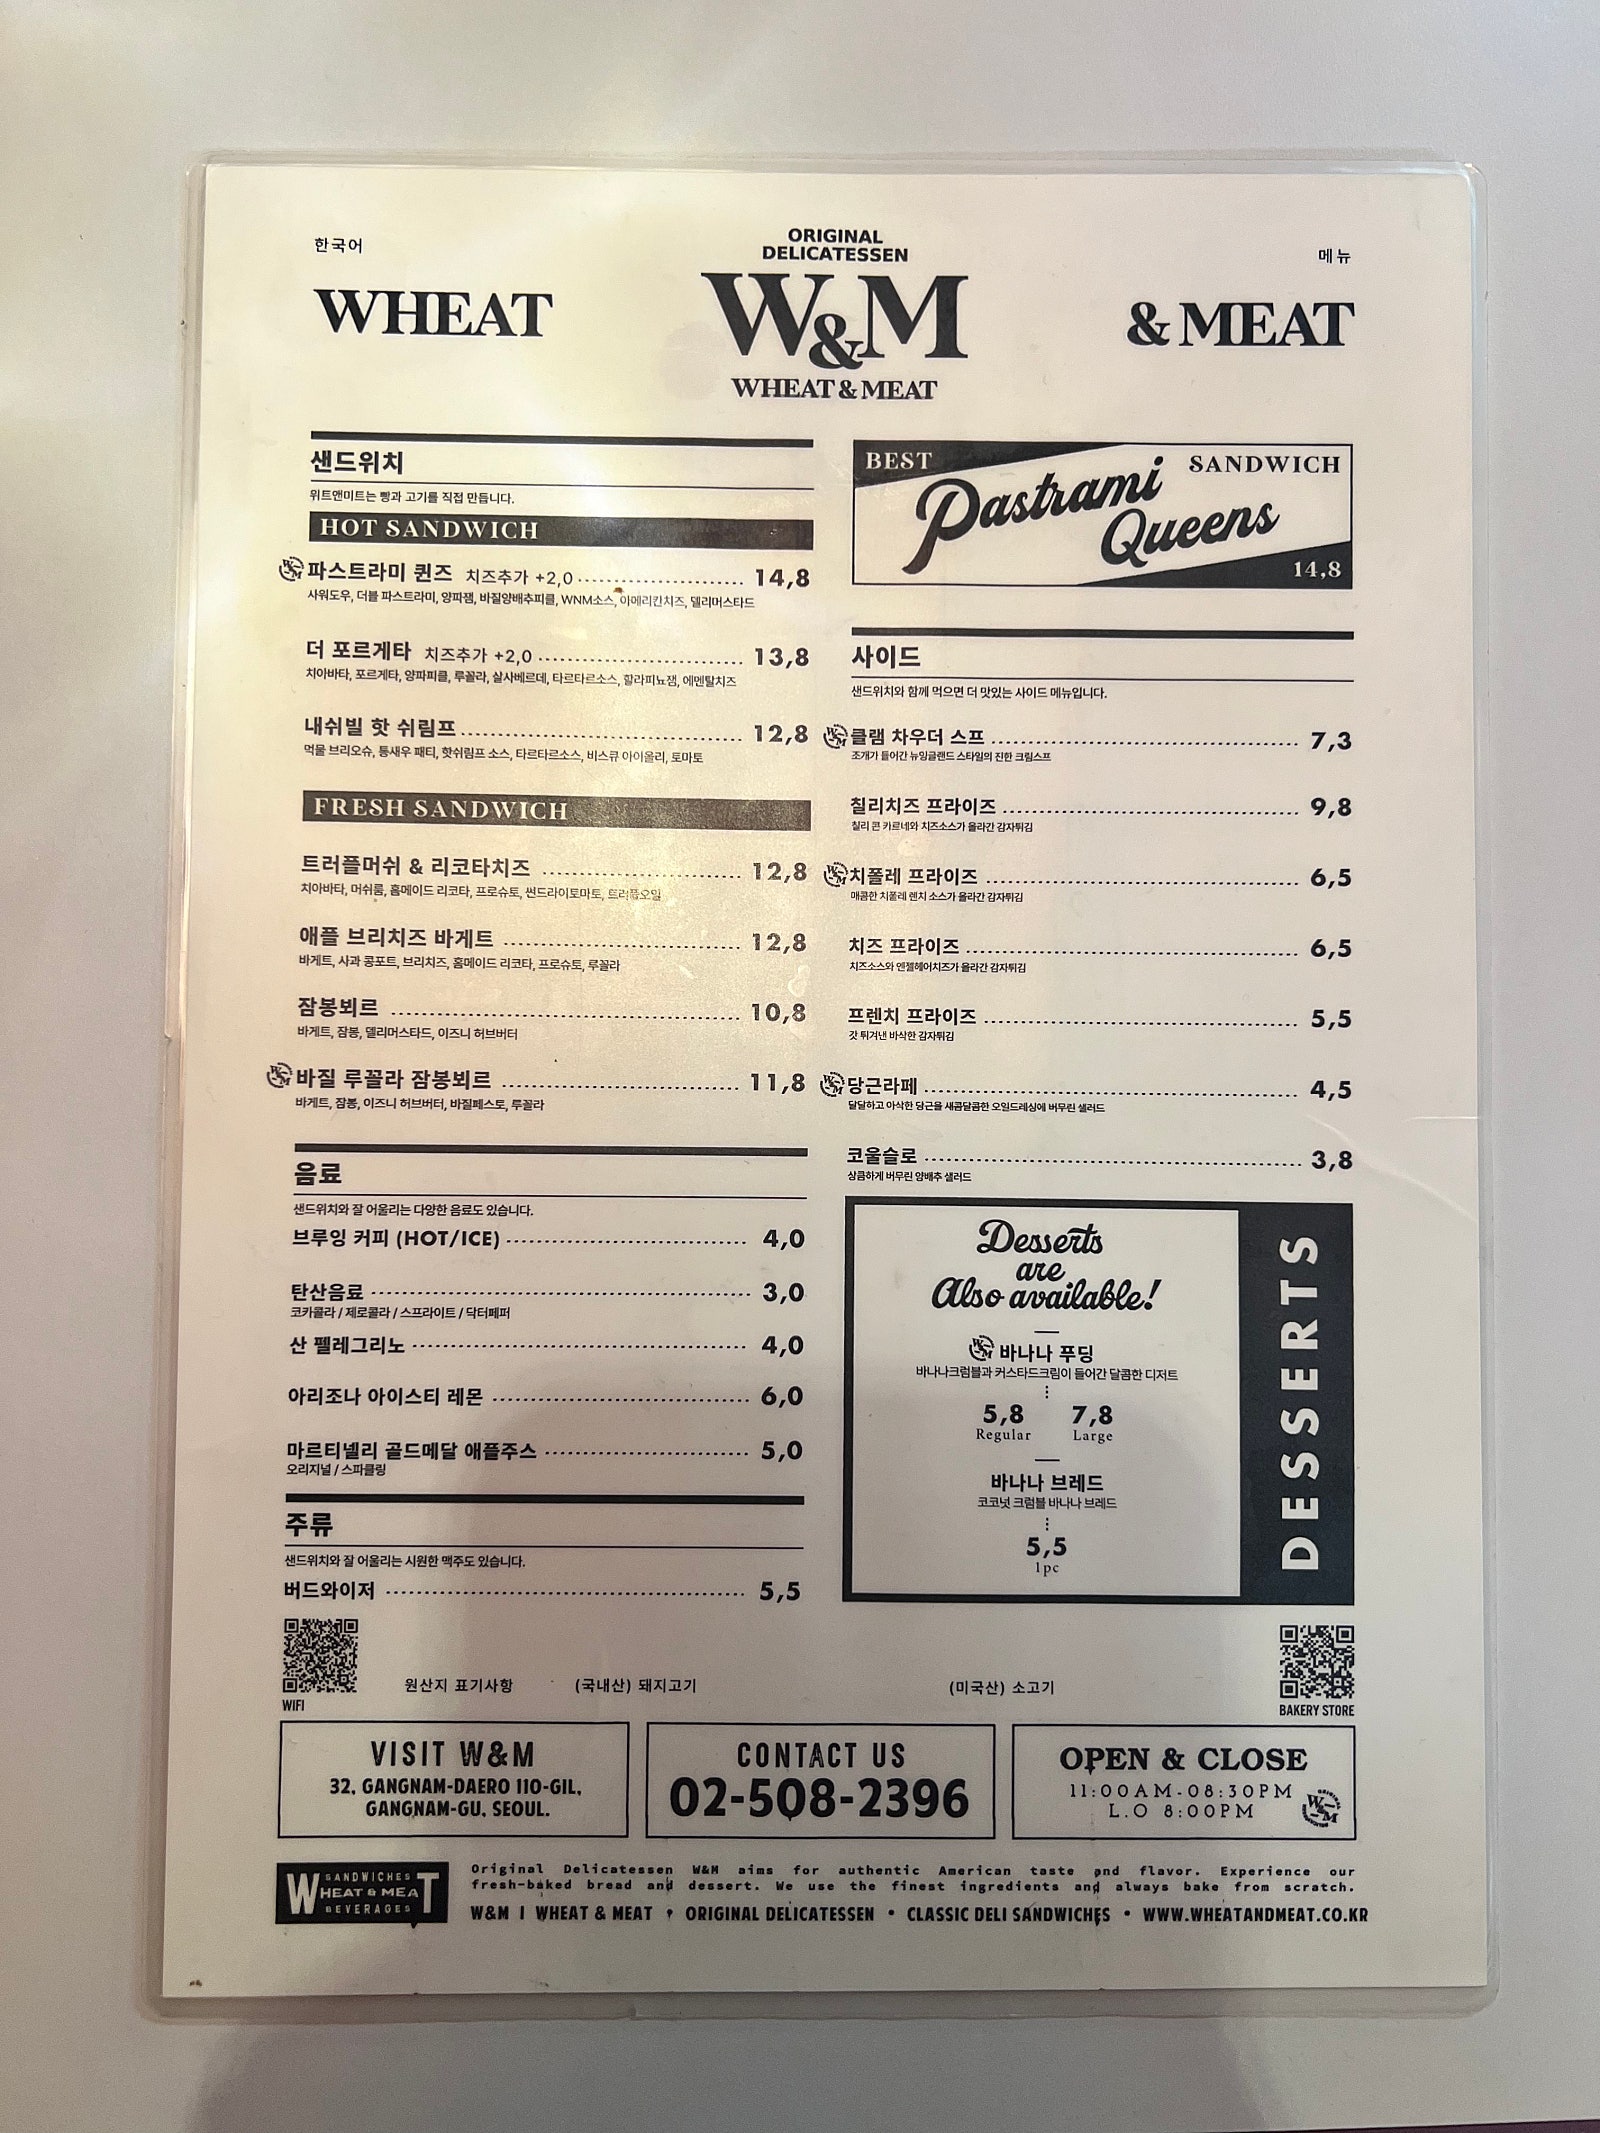 한국어
ORIGINAL
DELICATESSEN
메뉴
WHEAT
W&M
& MEAT
WHEAT & MEAT
샌드위치
위트앤미트는 빵과 고기를 직접 만듭니다.
HOT SANDWICH
파스트라미 퀸즈 치즈추가 +2,0 14,8
사워도우, 더블 파스트라미, 양파잼, 바질양배추피클, WNM소스, 아메리칸치즈, 델리머스타드
더 포르게타 치즈추가 +2,0 13,8
치아바타, 포르게타, 양파피클, 루꼴라, 살사베르데, 타르타르소스, 할라피뇨잼, 에멘탈치즈
내쉬빌 핫 쉬림프 12,8
먹물 브리오슈, 통새우 패티, 핫쉬림프 소스, 타르타르소스, 비스큐 아이올리, 토마토
FRESH SANDWICH
트러플머쉬 & 리코타치즈 12,8
치아바타, 머쉬룸, 홈메이드 리코타, 프로슈토, 썬드라이토마토, 트러플오일
애플 브리치즈 바게트 12,8
바게트, 사과 콩포트, 브리치즈, 홈메이드 리코타, 프로슈토, 루꼴라
잠봉뵈르 10,8
바게트, 잠봉, 델리머스타드, 이즈니 허브버터
바질 루꼴라 잠봉뵈르 11,8
바게트, 잠봉, 이즈니 허브버터, 바질페스토, 루꼴라
음료
샌드위치와 잘 어울리는 다양한 음료도 있습니다.
브루잉 커피 (HOT/ICE) 4,0
탄산음료 3,0
코카콜라 / 제로콜라 / 스프라이트 / 닥터페퍼
산 펠레그리노 4,0
아리조나 아이스티 레몬 6,0
마르티넬리 골드메달 애플주스 5,0
오리지널 / 스파클링
주류
샌드위치와 잘 어울리는 시원한 맥주도 있습니다.
버드와이저 5,5
BEST
SANDWICH
Pastrami
Queens
14,8
사이드
샌드위치와 함께 먹으면 더 맛있는 사이드 메뉴입니다.
클램 차우더 스프 7,3
조개가 들어간 뉴잉글랜드 스타일의 진한 크림스프
칠리치즈 프라이즈 9,8
칠리 콘 카르네와 치즈소스가 올라간 감자튀김
치폴레 프라이즈 6,5
매콤한 치폴레 렌치 소스가 올라간 감자튀김
치즈 프라이즈 6,5
치즈소스와 엔젤헤어치즈가 올라간 감자튀김
프렌치 프라이즈 5,5
갓 튀겨낸 바삭한 감자튀김
당근라페 4,5
달달하고 아삭한 당근을 새콤달콤한 오일드레싱에 버무린 샐러드
코울슬로 3,8
상큼하게 버무린 양배추 샐러드
Desserts
are
Also available!
바나나 푸딩
바나나크럼블과 커스타드크림이 들어간 달콤한 디저트
5,8 7,8
Regular Large
바나나 브레드
코코넛 크럼블 바나나 브레드
5,5
1pc
DESSERTS
WIFI
원산지 표기사항 (국내산) 돼지고기 (미국산) 소고기
BAKERY STORE
VISIT W&M
32, GANGNAM-DAERO 110-GIL,
GANGNAM-GU, SEOUL.
CONTACT US
02-508-2396
OPEN & CLOSE
11:00AM-08:30PM
L.O 8:00PM
SANDWICHES
WHEAT & MEAT
BEVERAGES
Original Delicatessen W&M aims for authentic American taste and flavor. Experience our
fresh-baked bread and dessert. We use the finest ingredients and always bake from scratch.
W&M | WHEAT & MEAT • ORIGINAL DELICATESSEN • CLASSIC DELI SANDWICHES • WWW.WHEATANDMEAT.CO.KR